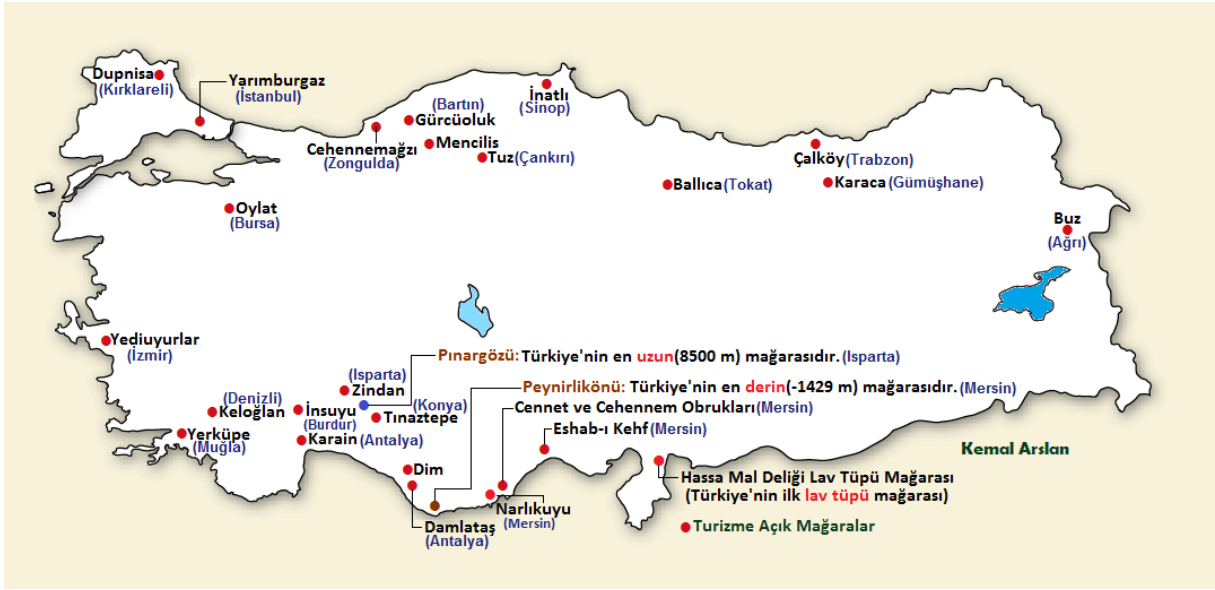 Dupnisa
(Kırklareli)
Yarımburgaz
(İstanbul)
İnatlı
(Sinop)
(Bartın)
Gürcüoluk
Cehennemağzı
(Zongulda)
Mencilis
Tuz(Çankırı)
Çalköy(Trabzon)
Ballıca(Tokat)
Karaca(Gümüşhane)
Oylat
(Bursa)
Buz
(Ağrı)
Yediuyurlar
(İzmir)
Pınargözü: Türkiye'nin en uzun(8500 m) mağarasıdır.(Isparta)
(Isparta)
Zindan
Peynirlikönü: Türkiye'nin en derin(-1429 m) mağarasıdır.(Mersin)
(Denizli)
Keloğlan
İnsuyu
(Burdur)
(Konya)
Tınaztepe
Cennet ve Cehennem Obrukları(Mersin)
Yerküpe
(Muğla)
Karain(Antalya)
Eshab-ı Kehf(Mersin)
Kemal Arslan
Dim
Hassa Mal Deliği Lav Tüpü Mağarası
(Türkiye'nin ilk lav tüpü mağarası)
Narlıkuyu
(Mersin)
Damlataş
(Antalya)
Turizme Açık Mağaralar